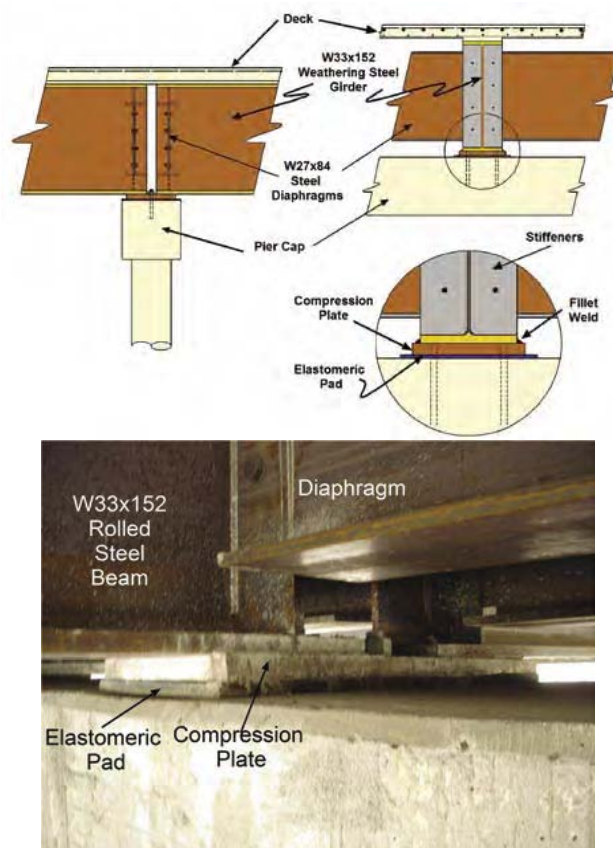 Deck
W33x152
Weathering Steel
Girder
W27x84
Steel
Diaphragms
Pier Cap
Stiffeners
Compression
Plate
Fillet
Weld
Elastomeric
Pad
W33x152
Rolled
Steel
Beam
Diaphragm
Elastomeric
Pad
Compression
Plate